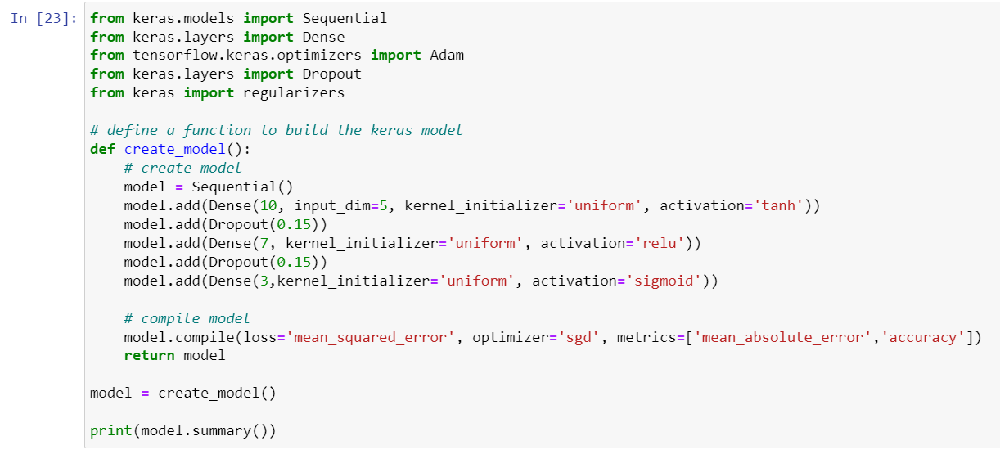 In [23]: from keras.models import Sequential
from keras.layers import Dense
from tensorflow.keras.optimizers import Adam
from keras.layers import Dropout
from keras import regularizers

# define a function to build the keras model
def create_model():
    # create model
    model = Sequential()
    model.add(Dense(10, input_dim=5, kernel_initializer='uniform', activation='tanh'))
    model.add(Dropout(0.15))
    model.add(Dense(7, kernel_initializer='uniform', activation='relu'))
    model.add(Dropout(0.15))
    model.add(Dense(3,kernel_initializer='uniform', activation='sigmoid'))

    # compile model
    model.compile(loss='mean_squared_error', optimizer='sgd', metrics=['mean_absolute_error','accuracy'])
    return model

model = create_model()

print(model.summary())